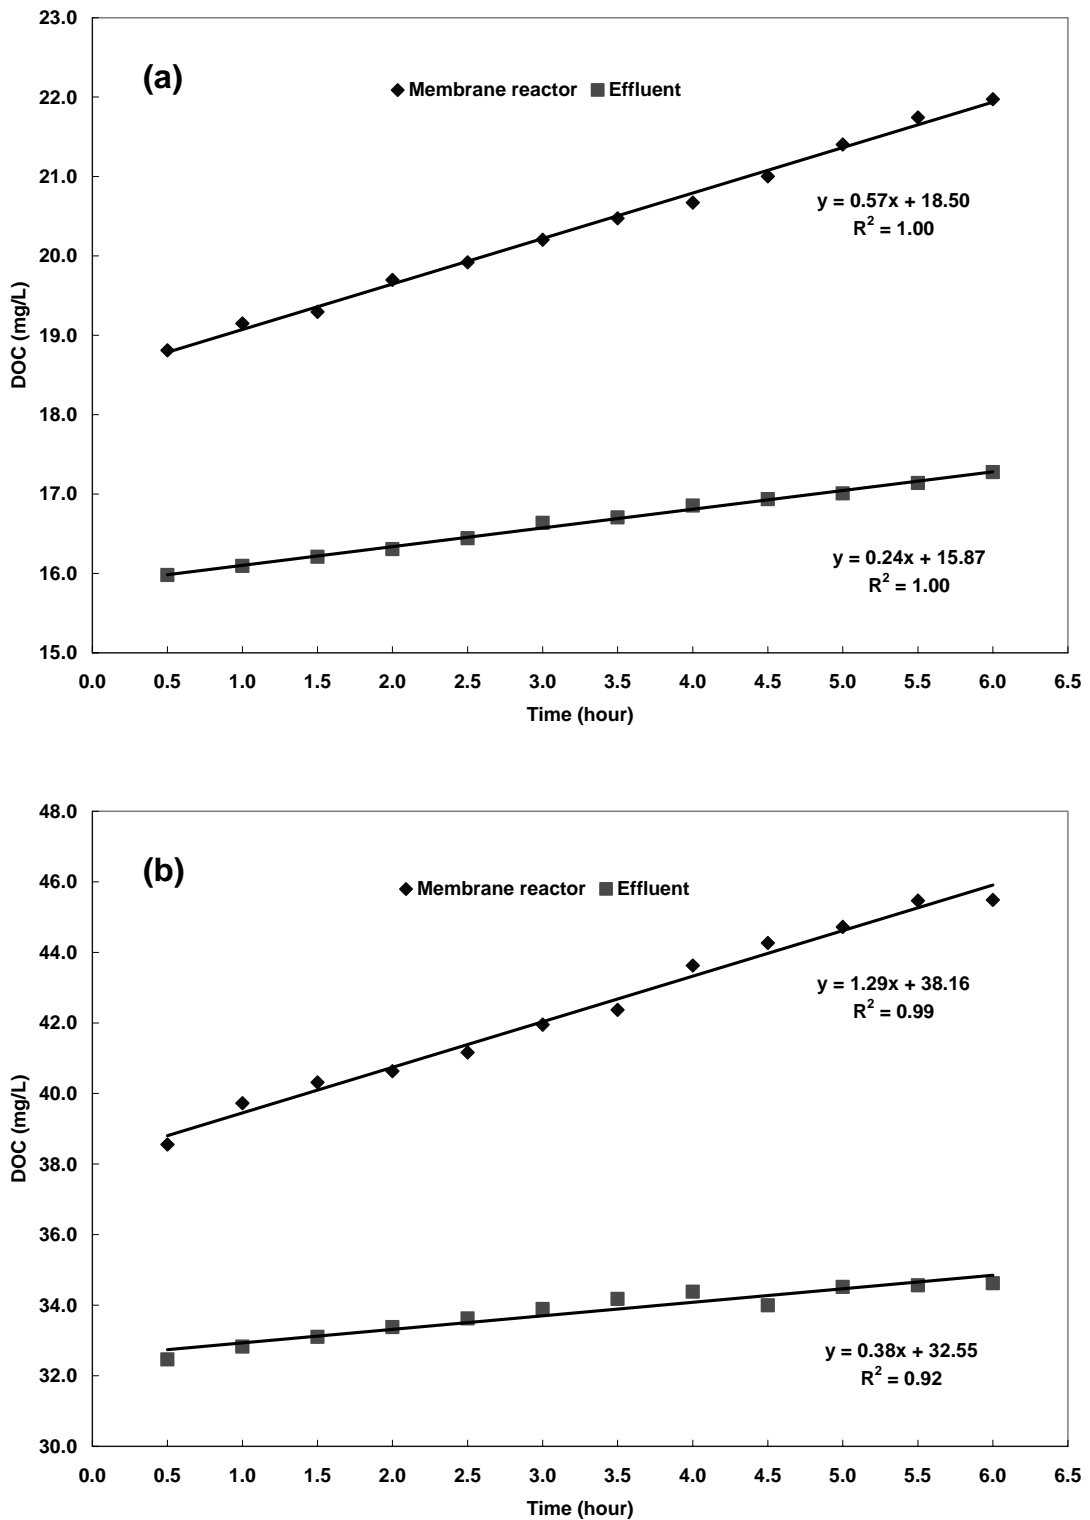 23.0
(a)
Membrane reactor Effluent
22.0
21.0
y = 0.57x + 18.50
R² = 1.00
20.0
DOC (mg/L)
19.0
18.0
17.0
y = 0.24x + 15.87
R² = 1.00
16.0
15.0
0.0 0.5 1.0 1.5 2.0 2.5 3.0 3.5 4.0 4.5 5.0 5.5 6.0 6.5
Time (hour)
48.0
(b)
Membrane reactor Effluent
46.0
44.0
y = 1.29x + 38.16
R² = 0.99
42.0
40.0
DOC (mg/L)
38.0
36.0
34.0
y = 0.38x + 32.55
R² = 0.92
32.0
30.0
0.0 0.5 1.0 1.5 2.0 2.5 3.0 3.5 4.0 4.5 5.0 5.5 6.0 6.5
Time (hour)